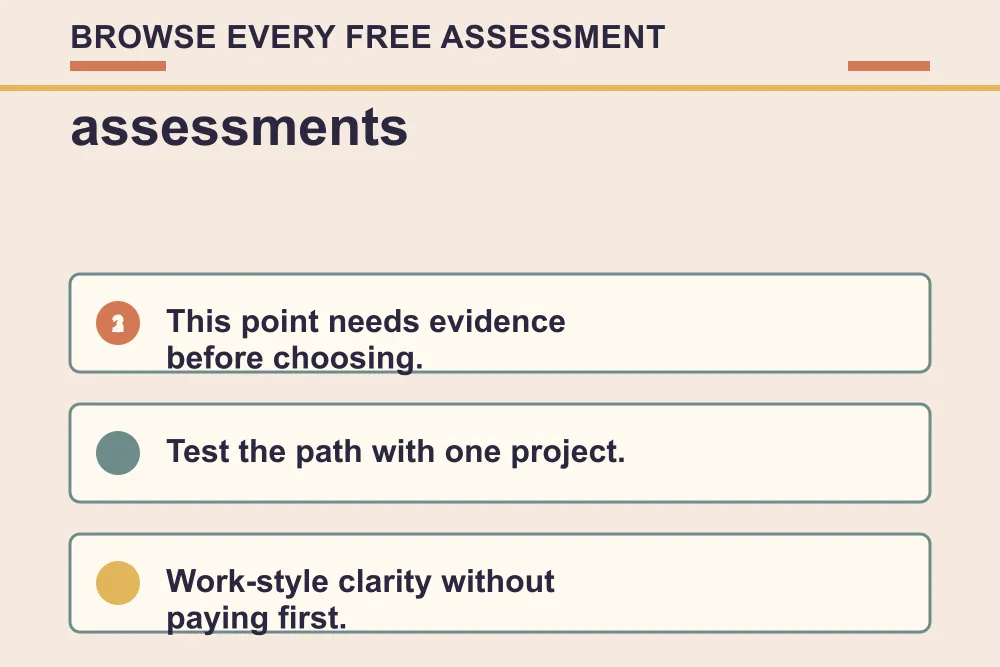 BROWSE EVERY FREE ASSESSMENT
assessments
This point needs evidence
before choosing.
Test the path with one project.
Work-style clarity without
paying first.